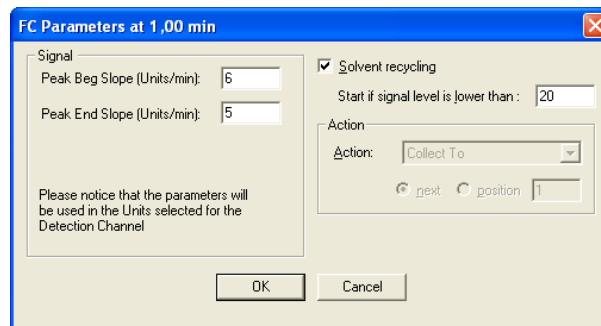 FC Parameters at 1,00 min
Signal
Peak Beg Slope (Units/min): 6
Peak End Slope (Units/min): 5
Please notice that the parameters will
be used in the Units selected for the
Detection Channel
Solvent recycling
Start if signal level is lower than : 20
Action
Action: Collect To
next position 1
OK Cancel